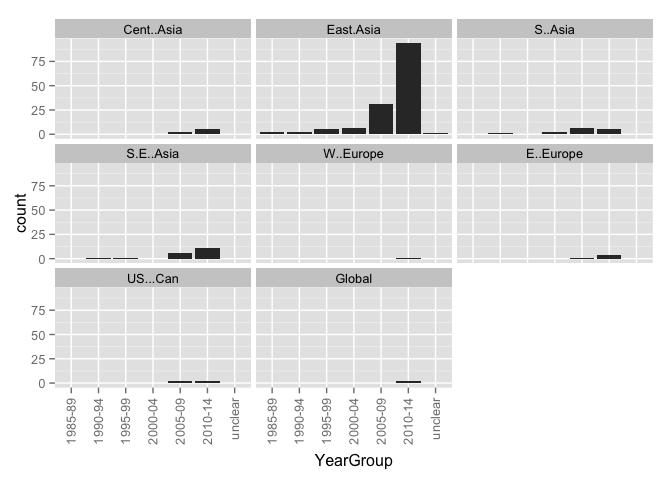 Cent..Asia East.Asia S..Asia
75
50
25
0
S.E..Asia W..Europe E..Europe
75
50
25
0
count
US...Can Global
75
50
25
0
1985-89 1990-94 1995-99 2000-04 2005-09 2010-14 unclear 1985-89 1990-94 1995-99 2000-04 2005-09 2010-14 unclear
YearGroup